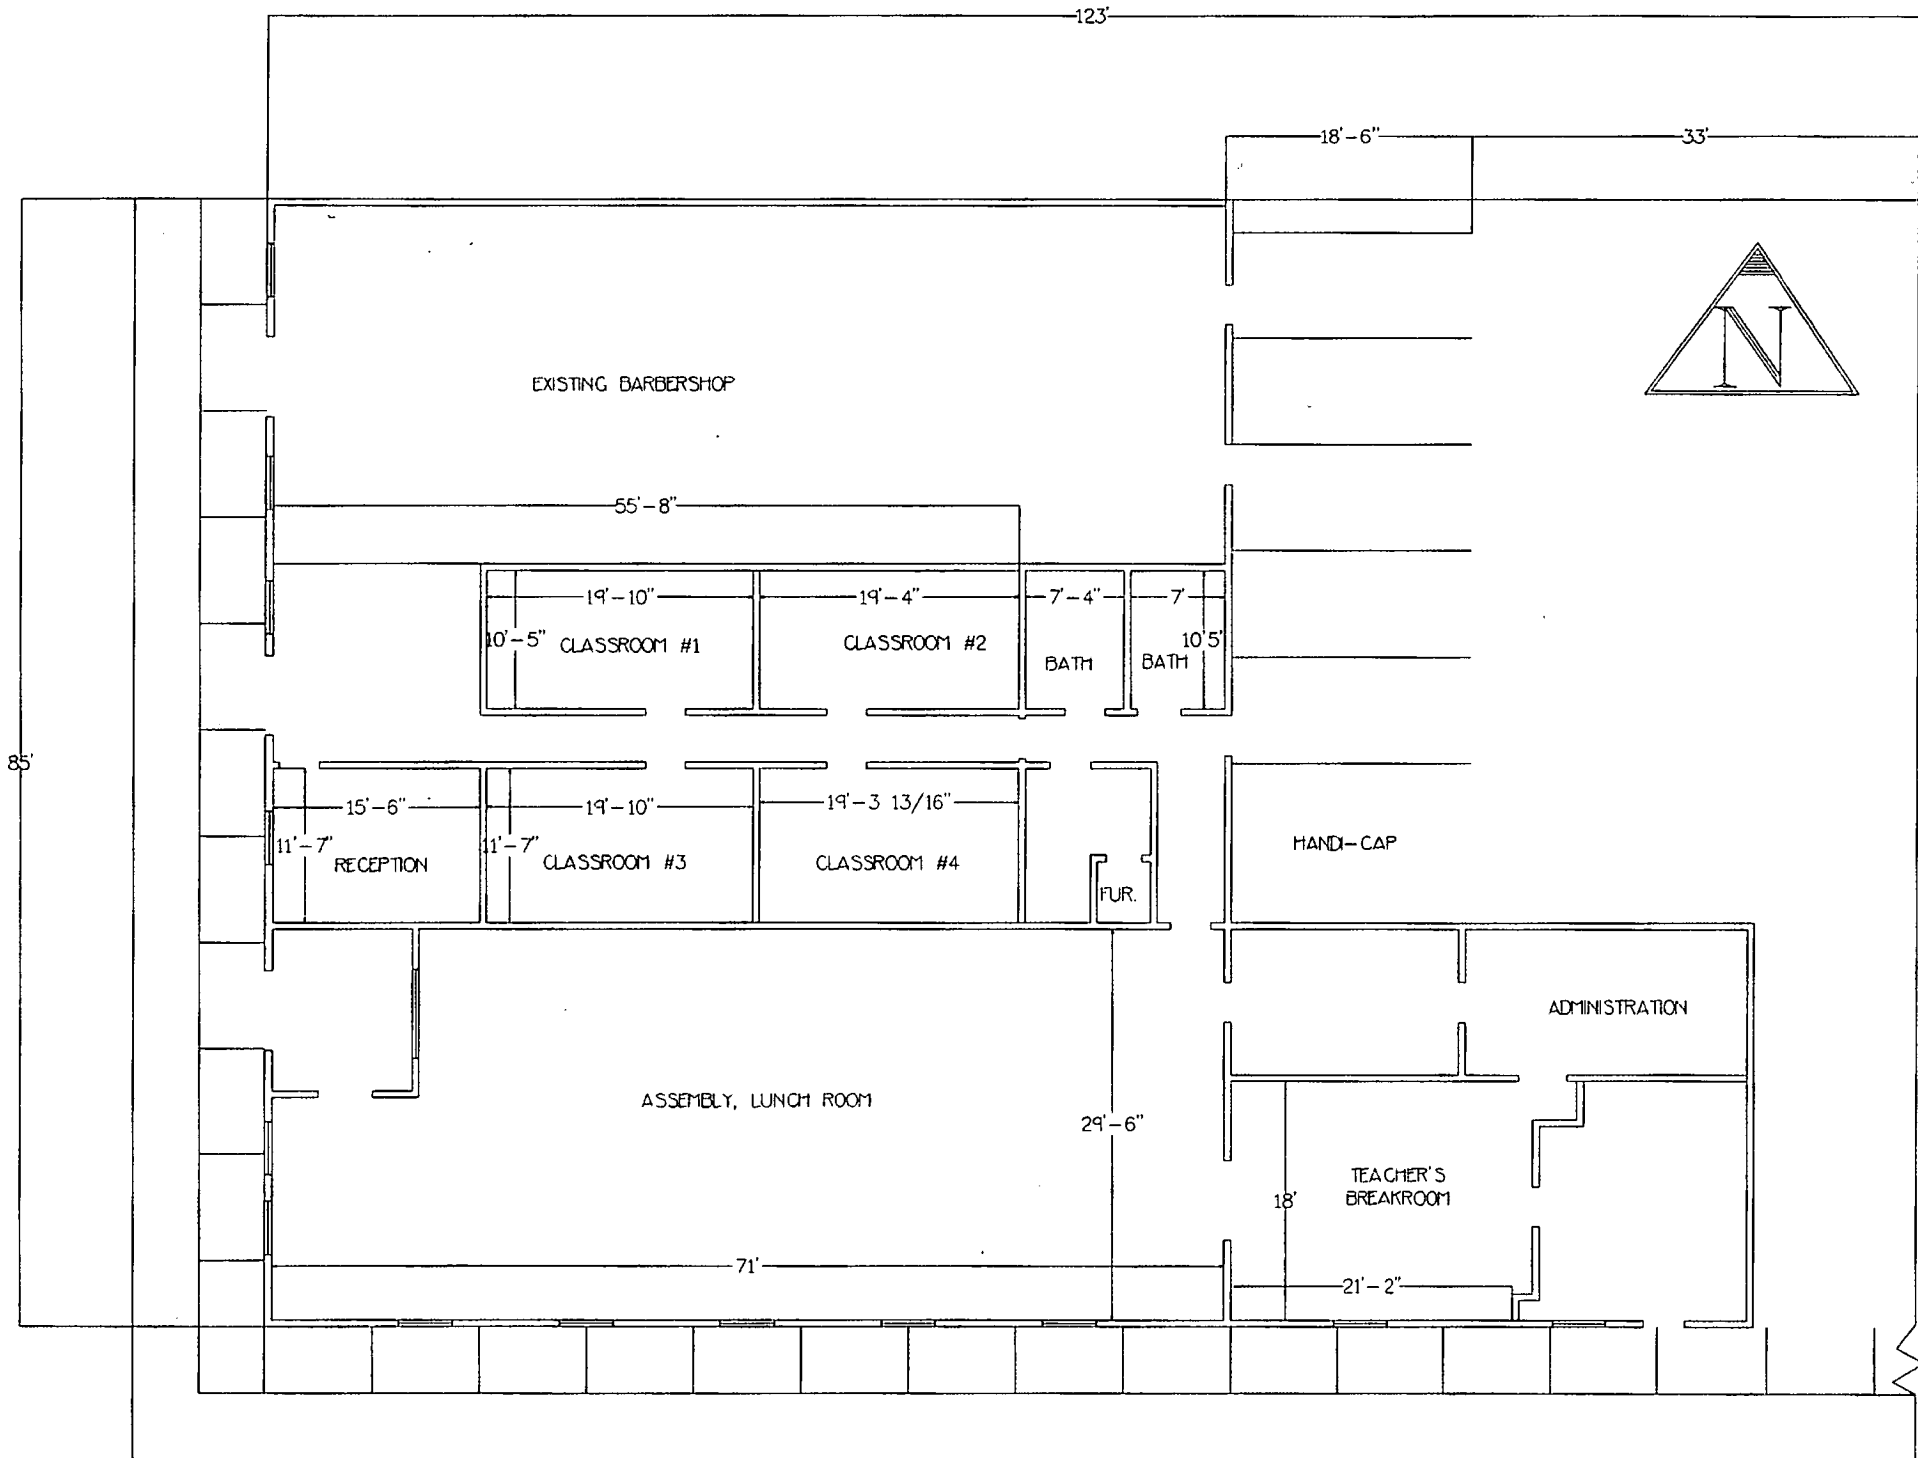 123'
18'-6"
33'
N
EXISTING BARBERSHOP
55'-8"
19'-10"
19'-4"
7'-4"
7'
10'-5"
CLASSROOM #1
CLASSROOM #2
BATH
BATH
10'5'
85'
15'-6"
19'-10"
19'-3 13/16"
11'-7"
RECEPTION
11'-7"
CLASSROOM #3
CLASSROOM #4
FUR.
HANDI-CAP
ADMINISTRATION
ASSEMBLY, LUNCH ROOM
29'-6"
TEACHER'S
BREAKROOM
18'
71'
21'-2"